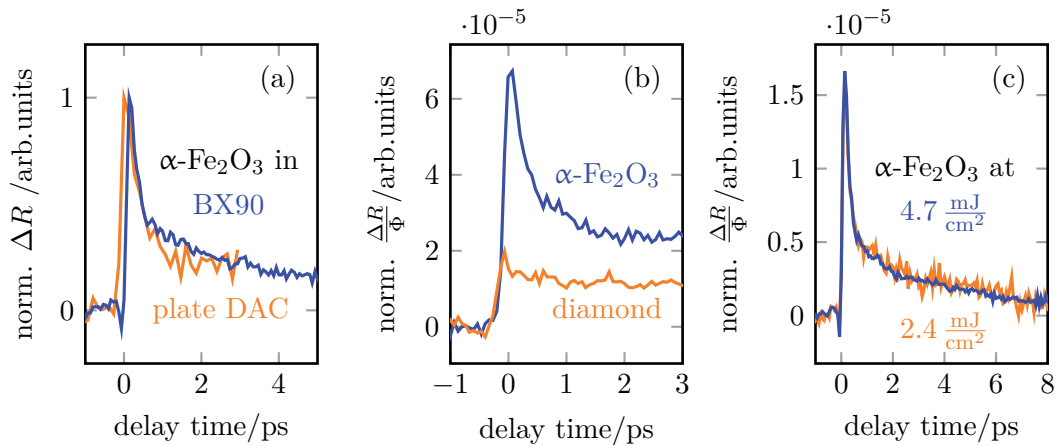 norm. ΔR /arb.units
1
0
(a)
α-Fe₂O₃ in
BX90
plate DAC
0 2 4
delay time/ps
·10⁻⁵
norm. ΔR/Φ /arb.units
6
4
2
0
(b)
α-Fe₂O₃
diamond
−1 0 1 2 3
delay time/ps
·10⁻⁵
norm. ΔR/Φ /arb.units
1.5
1
0.5
0
(c)
α-Fe₂O₃ at
4.7 mJ/cm²
2.4 mJ/cm²
0 2 4 6 8
delay time/ps